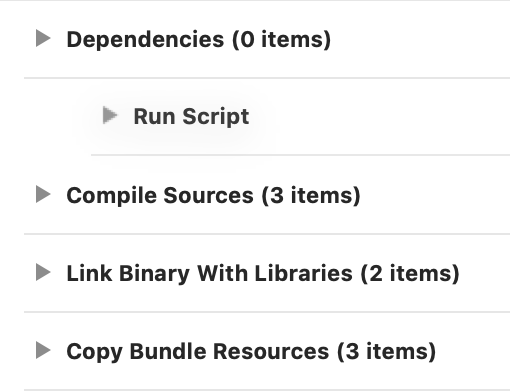 Dependencies (0 items)
Run Script
Compile Sources (3 items)
Link Binary With Libraries (2 items)
Copy Bundle Resources (3 items)